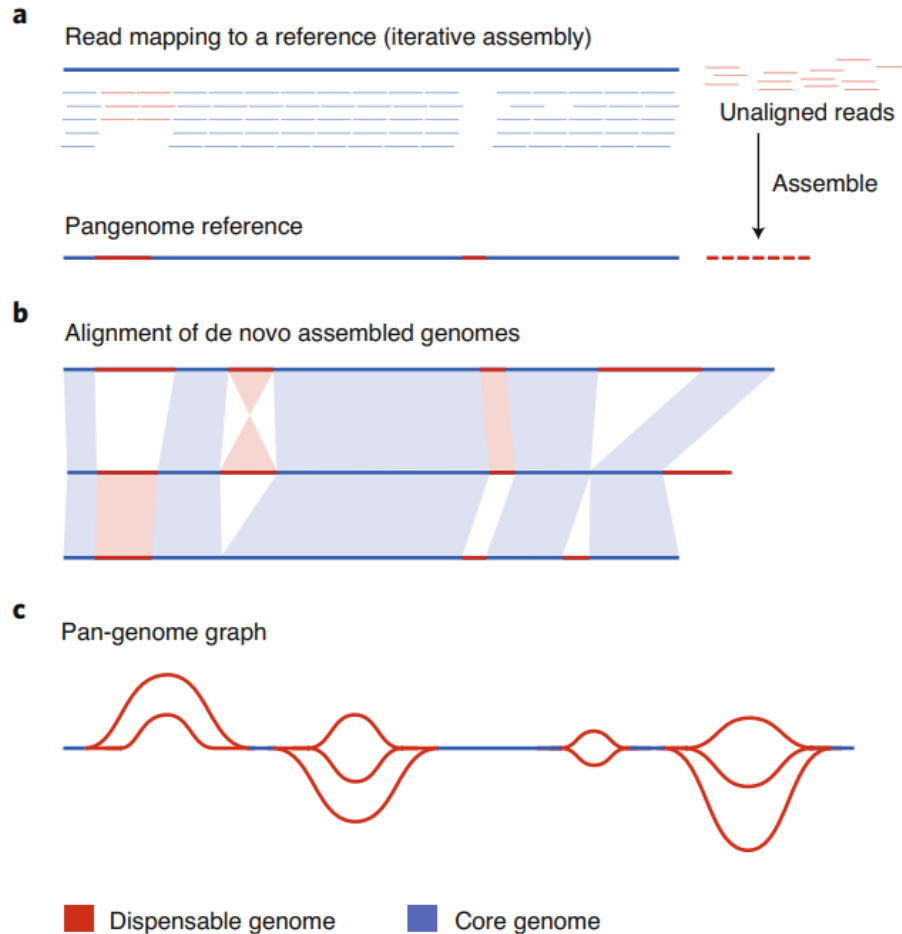 a
Read mapping to a reference (iterative assembly)
Unaligned reads
Assemble
Pangenome reference
b
Alignment of de novo assembled genomes
c
Pan-genome graph
Dispensable genome
Core genome